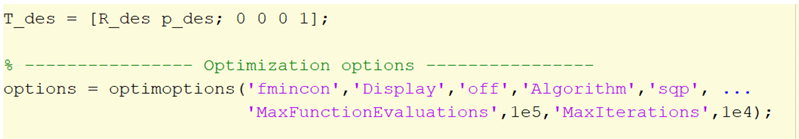 T_des = [R_des p_des; 0 0 0 1];
% ---------------- Optimization options ----------------
options = optimoptions('fmincon','Display','off','Algorithm','sqp', ...
'MaxFunctionEvaluations',1e5,'MaxIterations',1e4);